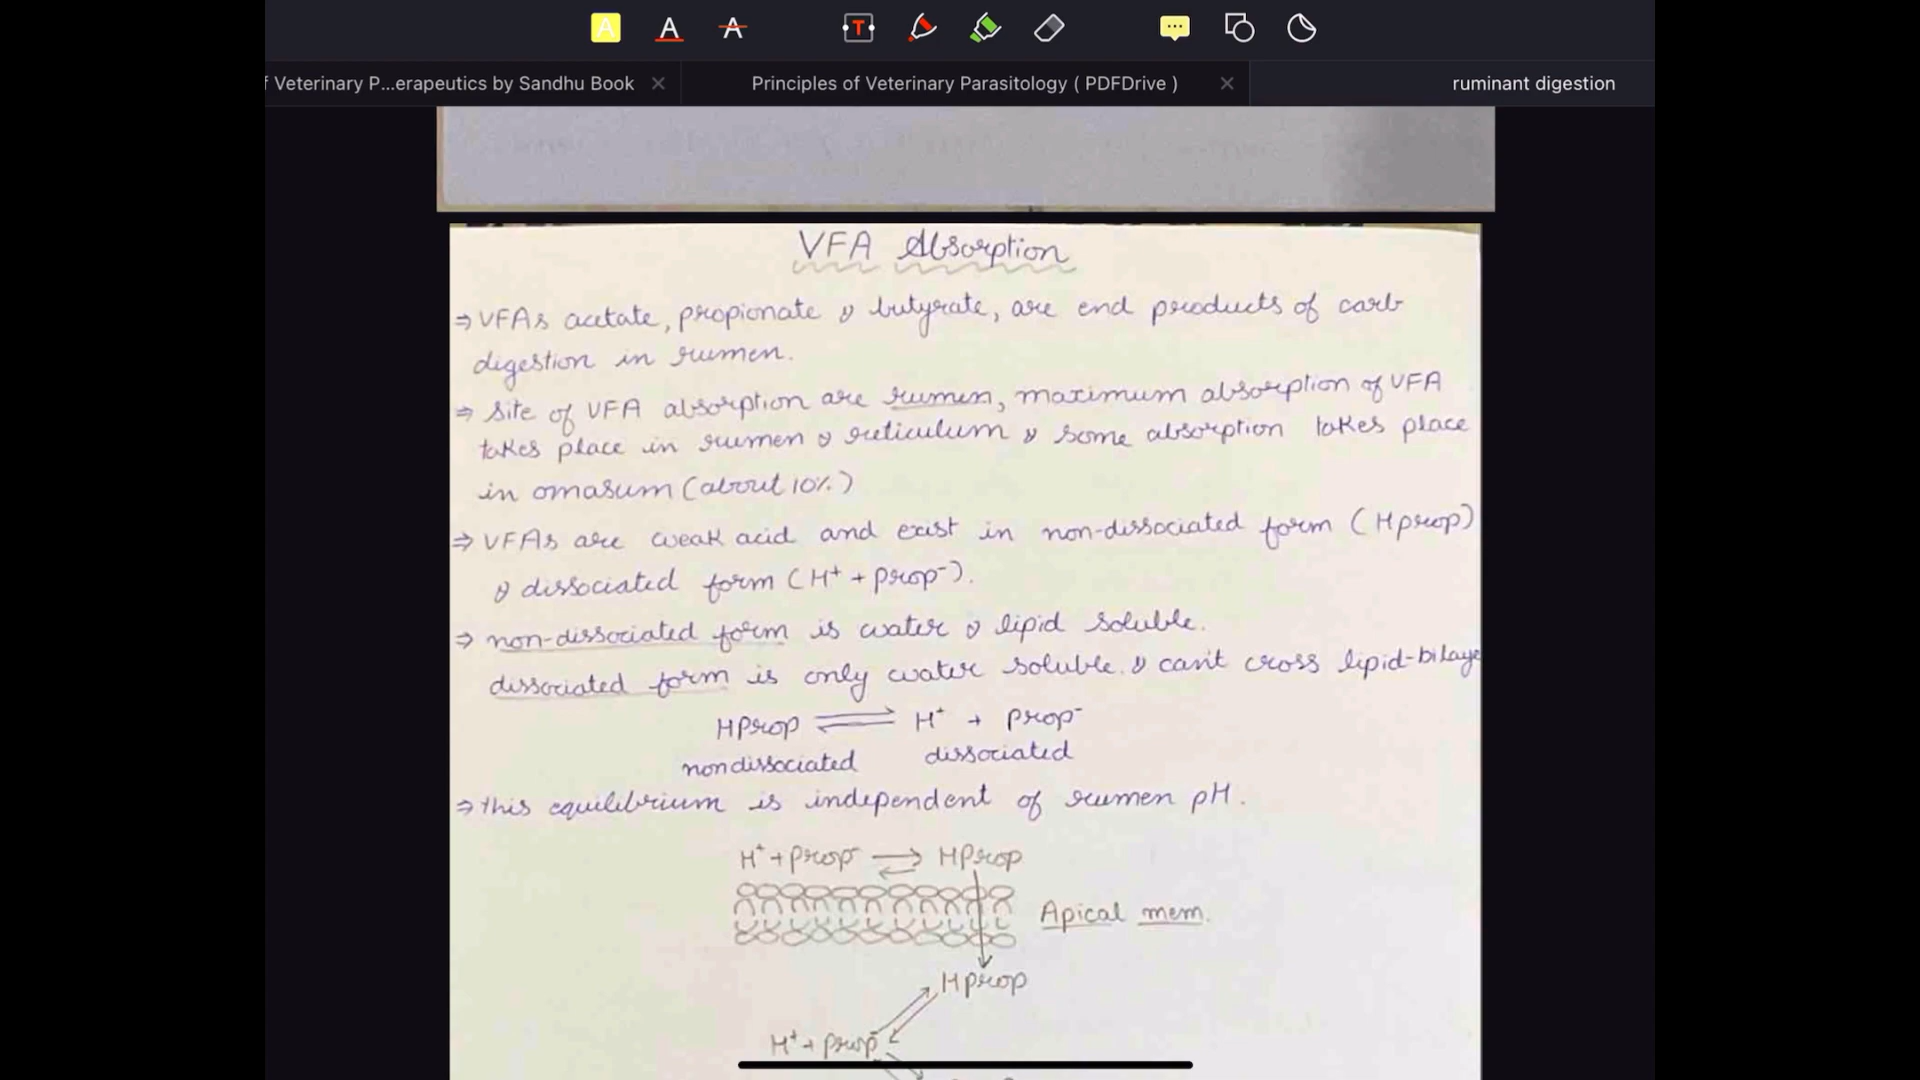 A A A T
f Veterinary P...erapeutics by Sandhu Book × Principles of Veterinary Parasitology ( PDFDrive ) × ruminant digestion
VFA Absorption
⇒ VFAs acetate, propionate & butyrate, are end products of carb
digestion in rumen.
⇒ Site of VFA absorption are rumen, maximum absorption of VFA
takes place in rumen & reticulum & some absorption takes place
in omasum (about 10%)
⇒ VFAs are weak acid and exist in non-dissociated form (Hprop)
& dissociated form (H⁺ + prop⁻).
⇒ non-dissociated form is water & lipid soluble.
dissociated form is only water soluble. & can't cross lipid-bilaye
HProp ⇌ H⁺ + prop⁻
nondissociated dissociated
⇒ this equilibrium is independent of rumen pH.
H⁺ + prop⁻ ⇌ HProp
Apical mem.
Hprop
H⁺ + prop⁻